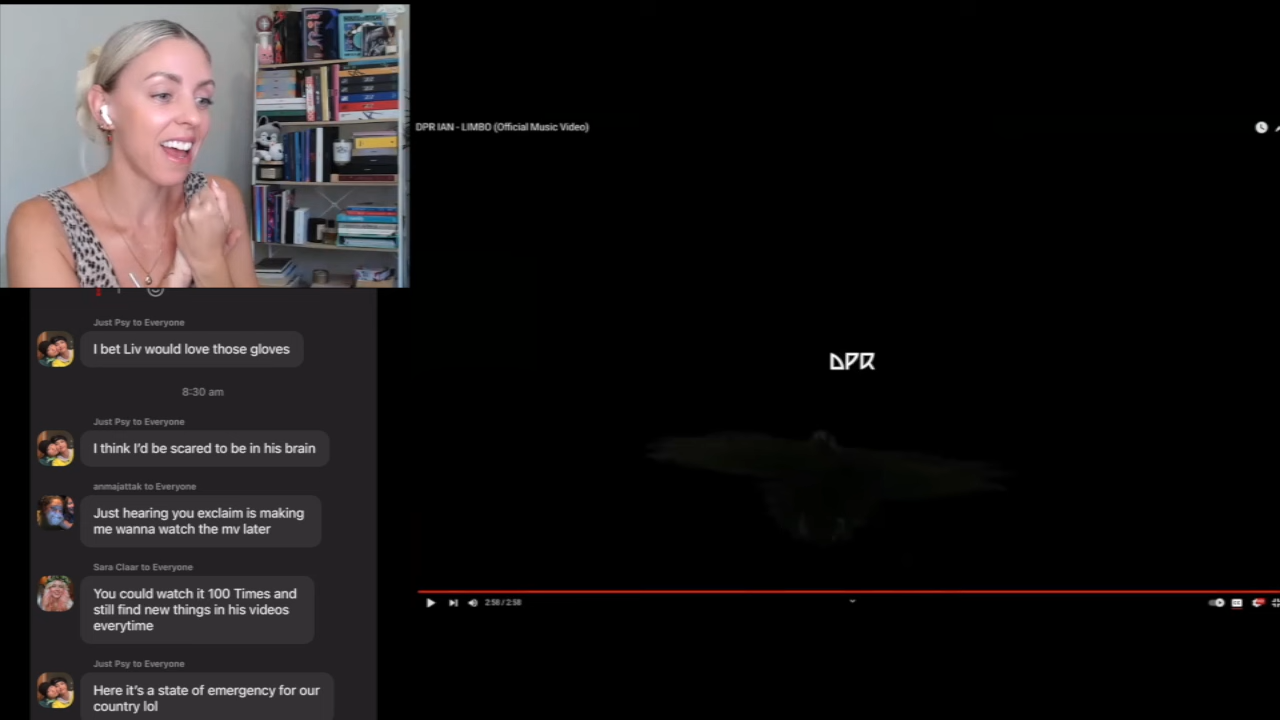 DPR IAN - LIMBO (Official Music Video)
DPR
2:58 / 2:58
Just Psy to Everyone
I bet Liv would love those gloves
8:30 am
Just Psy to Everyone
I think I'd be scared to be in his brain
anmajattak to Everyone
Just hearing you exclaim is making
me wanna watch the mv later
Sara Claar to Everyone
You could watch it 100 Times and
still find new things in his videos
everytime
Just Psy to Everyone
Here it's a state of emergency for our
country lol